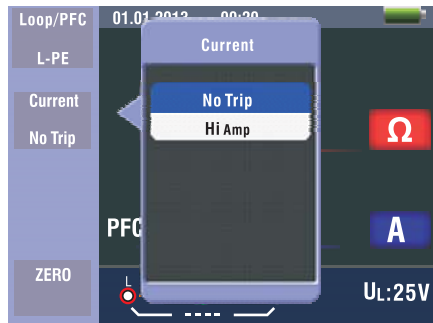 Loop/PFC
L-PE
Current
No Trip
ZERO
01.01.2013
Current
No Trip
Hi Amp
Ω
PFC
A
L
UL:25V